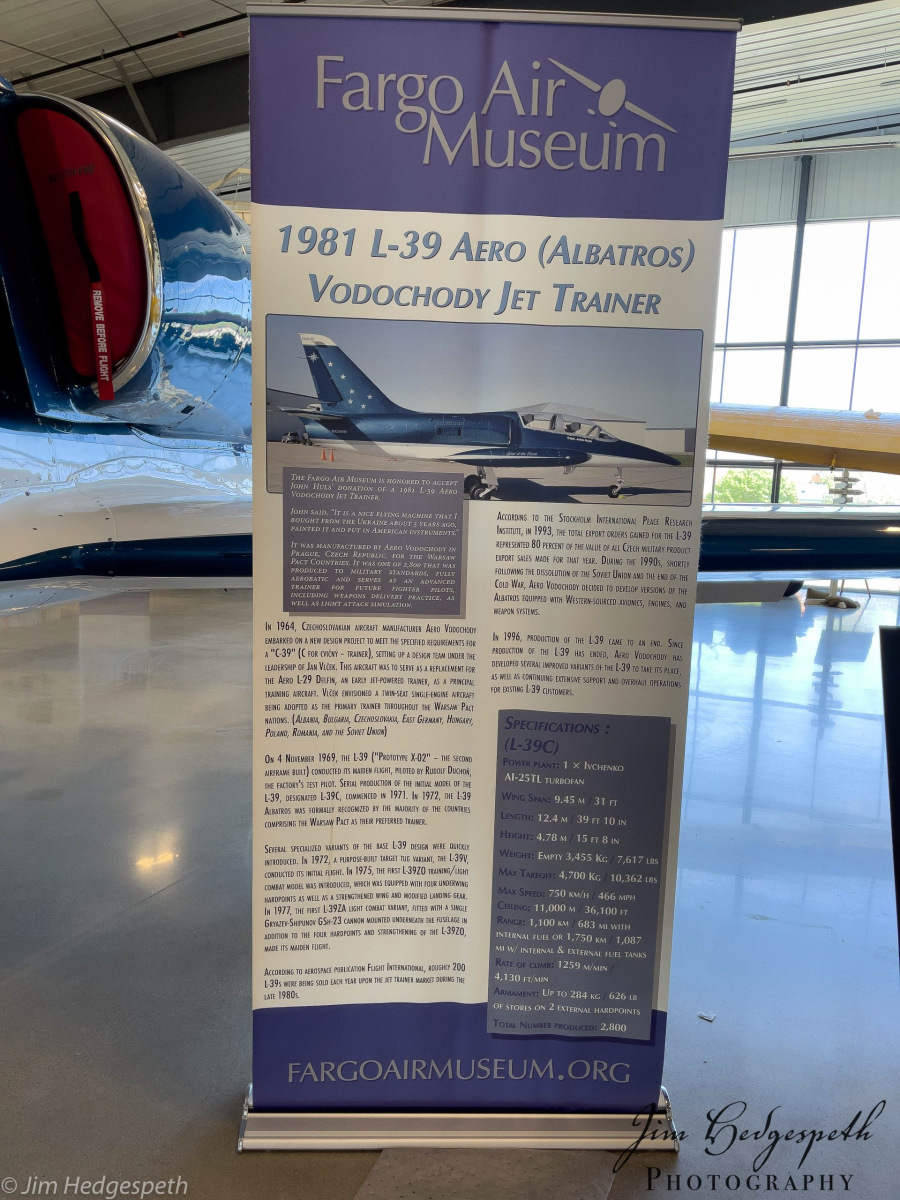 Fargo Air
Museum
1981 L-39 Aero (Albatros)
Vodochody Jet Trainer
REMOVE BEFORE FLIGHT
The Fargo Air Museum is honored to accept
John Huls' donation of a 1981 L-39 Aero
Vodochody Jet Trainer.
John said, "It is a nice flying machine that I
bought from the Ukraine about 5 years ago,
painted it and put in American instruments."
It was manufactured by Aero Vodochody in
Prague, Czech Republic, for the Warsaw
Pact Countries. It was one of 2,800 that was
produced to military standards, fully
aerobatic and serves as an advanced
trainer for future fighter pilots,
including weapons delivery practice, as
well as light attack simulation.
In 1964, Czechoslovakian aircraft manufacturer Aero Vodochody
embarked on a new design project to meet the specified requirements for
a "C-39" (C for cvičný – trainer), setting up a design team under the
leadership of Jan Vlček. This aircraft was to serve as a replacement for
the Aero L-29 Delfín, an early jet-powered trainer, as a principal
training aircraft. Vlček envisioned a twin-seat single-engine aircraft
being adopted as the primary trainer throughout the Warsaw Pact
nations. (Albania, Bulgaria, Czechoslovakia, East Germany, Hungary,
Poland, Romania, and the Soviet Union)
On 4 November 1969, the L-39 ("Prototype X-02" – the second
airframe built) conducted its maiden flight, piloted by Rudolf Duchoň,
the factory's test pilot. Serial production of the initial model of the
L-39, designated L-39C, commenced in 1971. In 1972, the L-39
Albatros was formally recognized by the majority of the countries
comprising the Warsaw Pact as their preferred trainer.
Several specialized variants of the base L-39 design were quickly
introduced. In 1972, a purpose-built target tug variant, the L-39V,
conducted its initial flight. In 1975, the first L-39ZO training/light
combat model was introduced, which was equipped with four underwing
hardpoints as well as a strengthened wing and modified landing gear.
In 1977, the first L-39ZA light combat variant, fitted with a single
Gryazev-Shipunov GSh-23 cannon mounted underneath the fuselage in
addition to the four hardpoints and strengthening of the L-39ZO,
made its maiden flight.
According to aerospace publication Flight International, roughly 200
L-39s were being sold each year upon the jet trainer market during the
late 1980s.
According to the Stockholm International Peace Research
Institute, in 1993, the total export orders gained for the L-39
represented 80 percent of the value of all Czech military product
export sales made for that year. During the 1990s, shortly
following the dissolution of the Soviet Union and the end of the
Cold War, Aero Vodochody decided to develop versions of the
Albatros equipped with Western-sourced avionics, engines, and
weapon systems.
In 1996, production of the L-39 came to an end. Since
production of the L-39 has ended, Aero Vodochody has
developed several improved variants of the L-39 to take its place,
as well as continuing extensive support and overhaul operations
for existing L-39 customers.
Specifications :
(L-39C)
Power plant: 1 × Ivchenko
AI-25TL turbofan
Wing Span: 9.45 m / 31 ft
Length: 12.4 m / 39 ft 10 in
Height: 4.78 m / 15 ft 8 in
Weight: Empty 3,455 Kg / 7,617 lbs
Max Takeoff: 4,700 Kg / 10,362 lbs
Max Speed: 750 km/h / 466 mph
Ceiling: 11,000 m / 36,100 ft
Range: 1,100 km / 683 mi with
internal fuel or 1,750 km / 1,087
mi w/ internal & external fuel tanks
Rate of climb: 1259 m/min /
4,130 ft/min
Armament: Up to 284 kg / 626 lb
of stores on 2 external hardpoints
Total Number produced: 2,800
FARGOAIRMUSEUM.ORG
Jim Hedgespeth
PHOTOGRAPHY
©Jim Hedgespeth